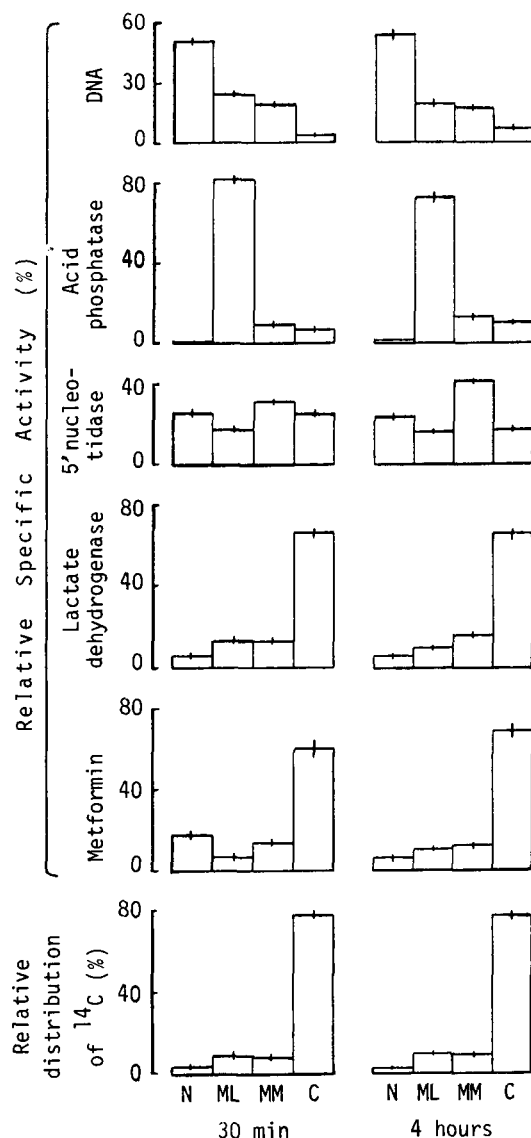 Relative Specific Activity (%)
DNA
60
30
0
Acid
phosphatase
80
40
0
5'nucleo-
tidase
40
0
Lactate
dehydrogenase
80
40
0
Metformin
80
40
0
Relative
distribution
of 14C (%)
80
40
0
N ML MM C N ML MM C
30 min 4 hours